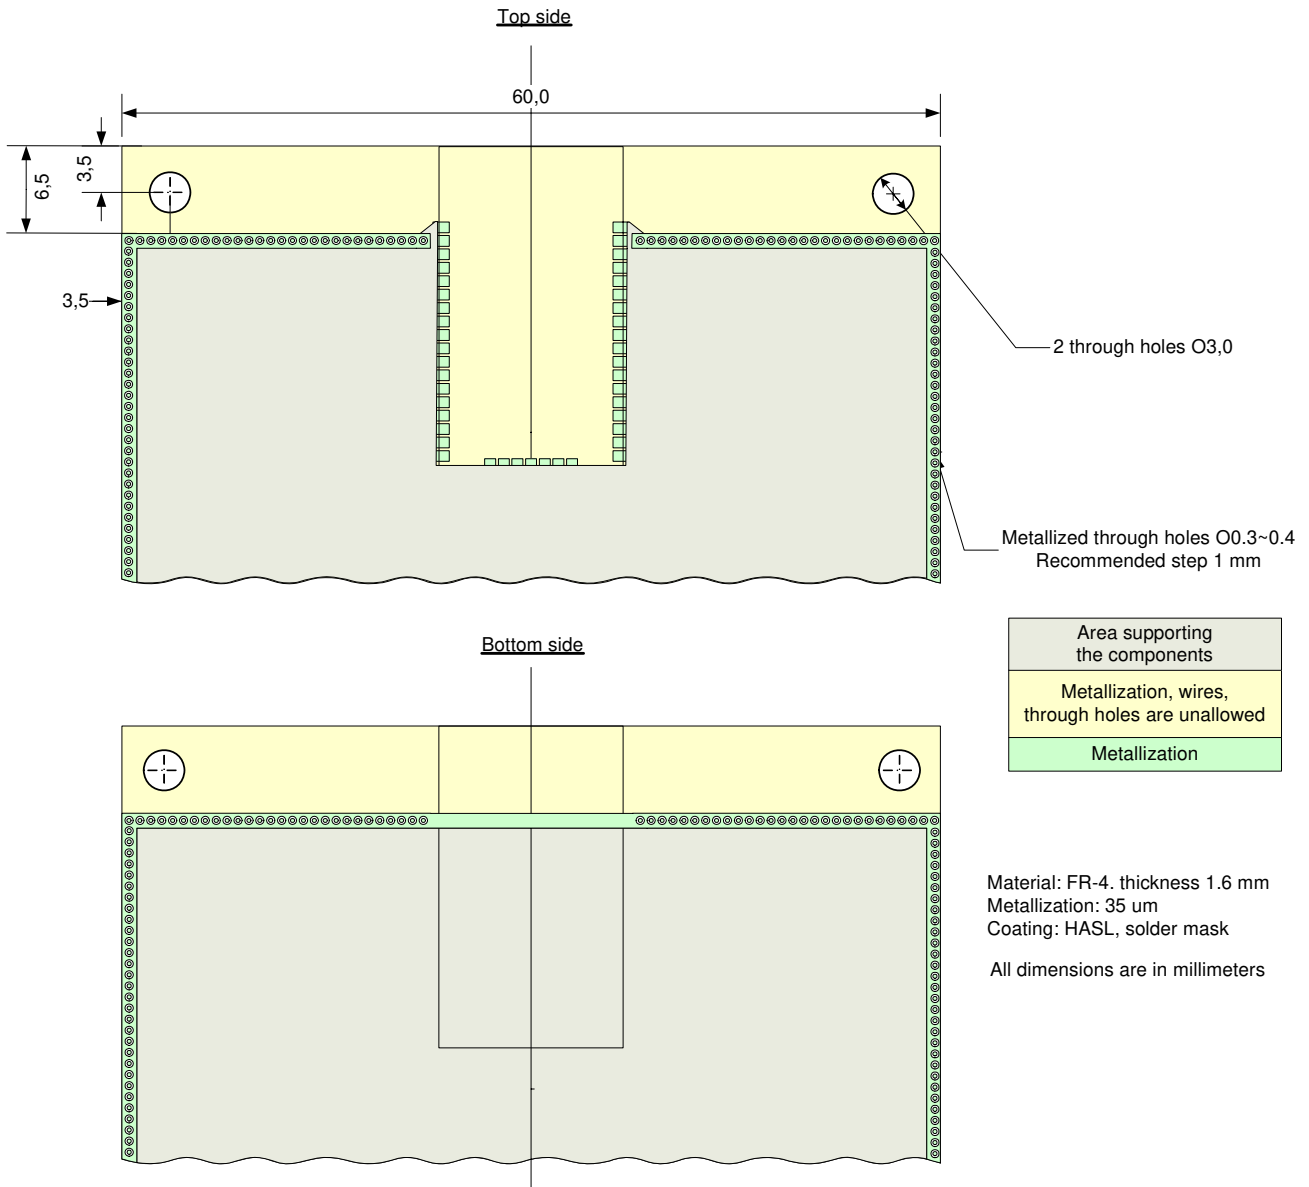 Top side
60,0
3,5
6,5
3,5
2 through holes O3,0
Metallized through holes O0.3~0.4
Recommended step 1 mm
Bottom side
Area supporting
the components
Metallization, wires,
through holes are unallowed
Metallization
Material: FR-4. thickness 1.6 mm
Metallization: 35 um
Coating: HASL, solder mask
All dimensions are in millimeters